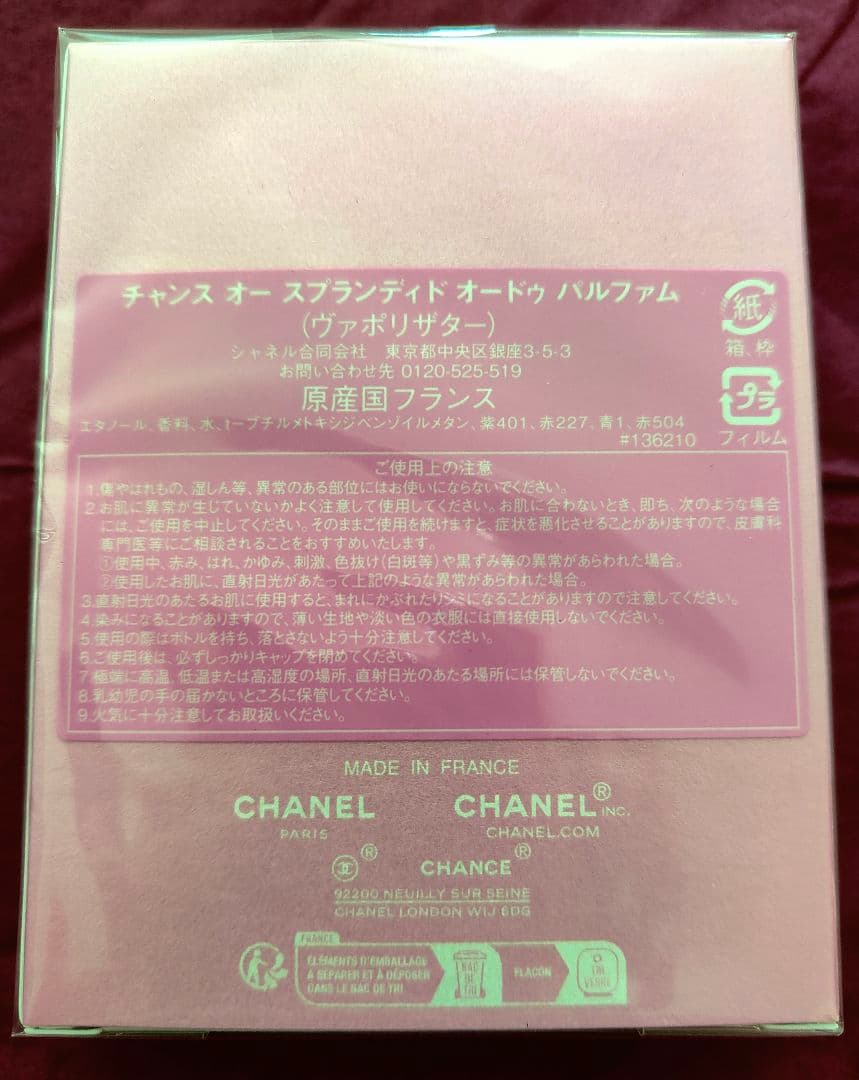 チャンス オー スプランディド オードゥ パルファム
(ヴァポリザター)
シャネル合同会社 東京都中央区銀座3-5-3
お問い合わせ先 0120-525-519
原産国フランス
エタノール、香料、水、t-ブチルメトキシジベンゾイルメタン、紫401、赤227、青1、赤504
#136210
紙
箱、枠
プラ
フィルム
ご使用上の注意
1.傷やはれもの、湿しん等、異常のある部位にはお使いにならないでください。
2.お肌に異常が生じていないかよく注意して使用してください。お肌に合わないとき、即ち、次のような場合
には、ご使用を中止してください。そのままご使用を続けますと、症状を悪化させることがありますので、皮膚科
専門医等にご相談されることをおすすめいたします。
①使用中、赤み、はれ、かゆみ、刺激、色抜け(白斑等)や黒ずみ等の異常があらわれた場合。
②使用したお肌に、直射日光があたって上記のような異常があらわれた場合。
3.直射日光のあたるお肌に使用すると、まれにかぶれたりシミになることがありますので注意してください。
4.染みになることがありますので、薄い生地や淡い色の衣服には直接使用しないでください。
5.使用の際はボトルを持ち、落とさないよう十分注意してください。
6.ご使用後は、必ずしっかりキャップを閉めてください。
7.極端に高温、低温または高湿度の場所、直射日光のあたる場所には保管しないでください。
8.乳幼児の手の届かないところに保管してください。
9.火気に十分注意してお取扱いください。
MADE IN FRANCE
CHANEL CHANEL® INC.
PARIS CHANEL.COM
® CHANCE®
92200 NEUILLY SUR SEINE
CHANEL LONDON W1J 6DG
FRANCE
ÉLÉMENTS D'EMBALLAGE
À SÉPARER ET À DÉPOSER
DANS LE BAC DE TRI
BAC
DE
TRI
FLACON
TRI
VERRE